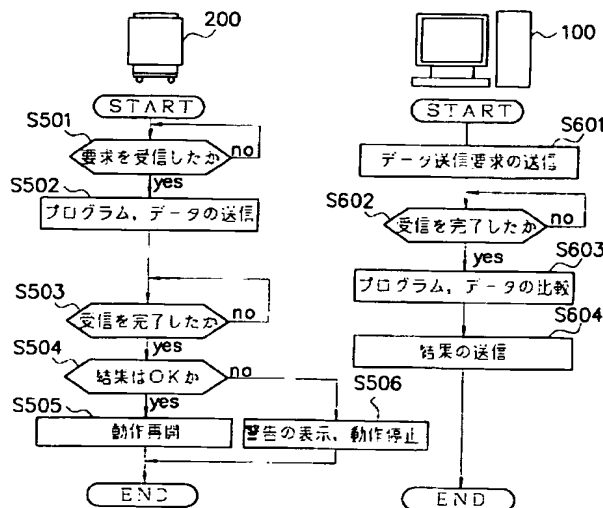 200
START
S501
要求を受信したか
no
yes
S502
プログラム，データの送信
S503
受信を完了したか
no
yes
S504
結果はOKか
no
yes
S505
動作再開
S506
警告の表示，動作停止
END
100
START
S601
データ送信要求の送信
S602
受信を完了したか
no
yes
S603
プログラム，データの比較
S604
結果の送信
END